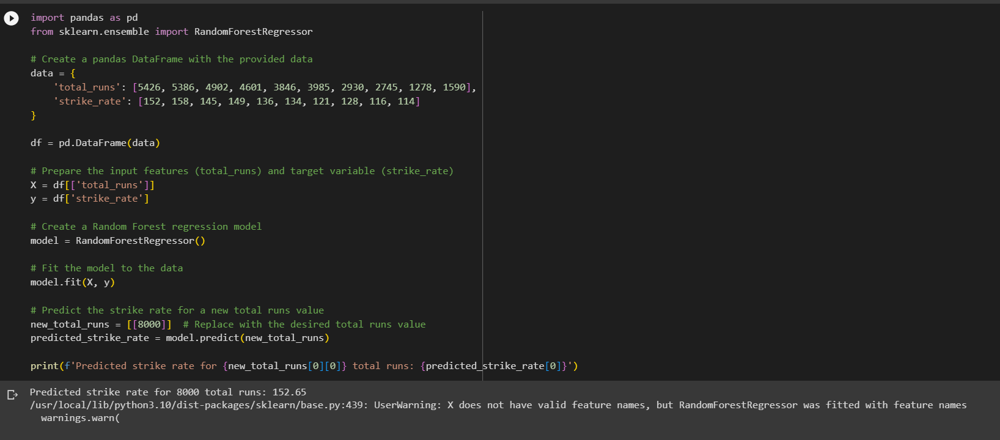 import pandas as pd
from sklearn.ensemble import RandomForestRegressor
# Create a pandas DataFrame with the provided data
data = {
    'total_runs': [5426, 5386, 4902, 4601, 3846, 3985, 2930, 2745, 1278, 1590],
    'strike_rate': [152, 158, 145, 149, 136, 134, 121, 128, 116, 114]
}
df = pd.DataFrame(data)
# Prepare the input features (total_runs) and target variable (strike_rate)
X = df[['total_runs']]
y = df['strike_rate']
# Create a Random Forest regression model
model = RandomForestRegressor()
# Fit the model to the data
model.fit(X, y)
# Predict the strike rate for a new total runs value
new_total_runs = [[8000]]  # Replace with the desired total runs value
predicted_strike_rate = model.predict(new_total_runs)
print(f'Predicted strike rate for {new_total_runs[0][0]} total runs: {predicted_strike_rate[0]}')
Predicted strike rate for 8000 total runs: 152.65
/usr/local/lib/python3.10/dist-packages/sklearn/base.py:439: UserWarning: X does not have valid feature names, but RandomForestRegressor was fitted with feature names
  warnings.warn(